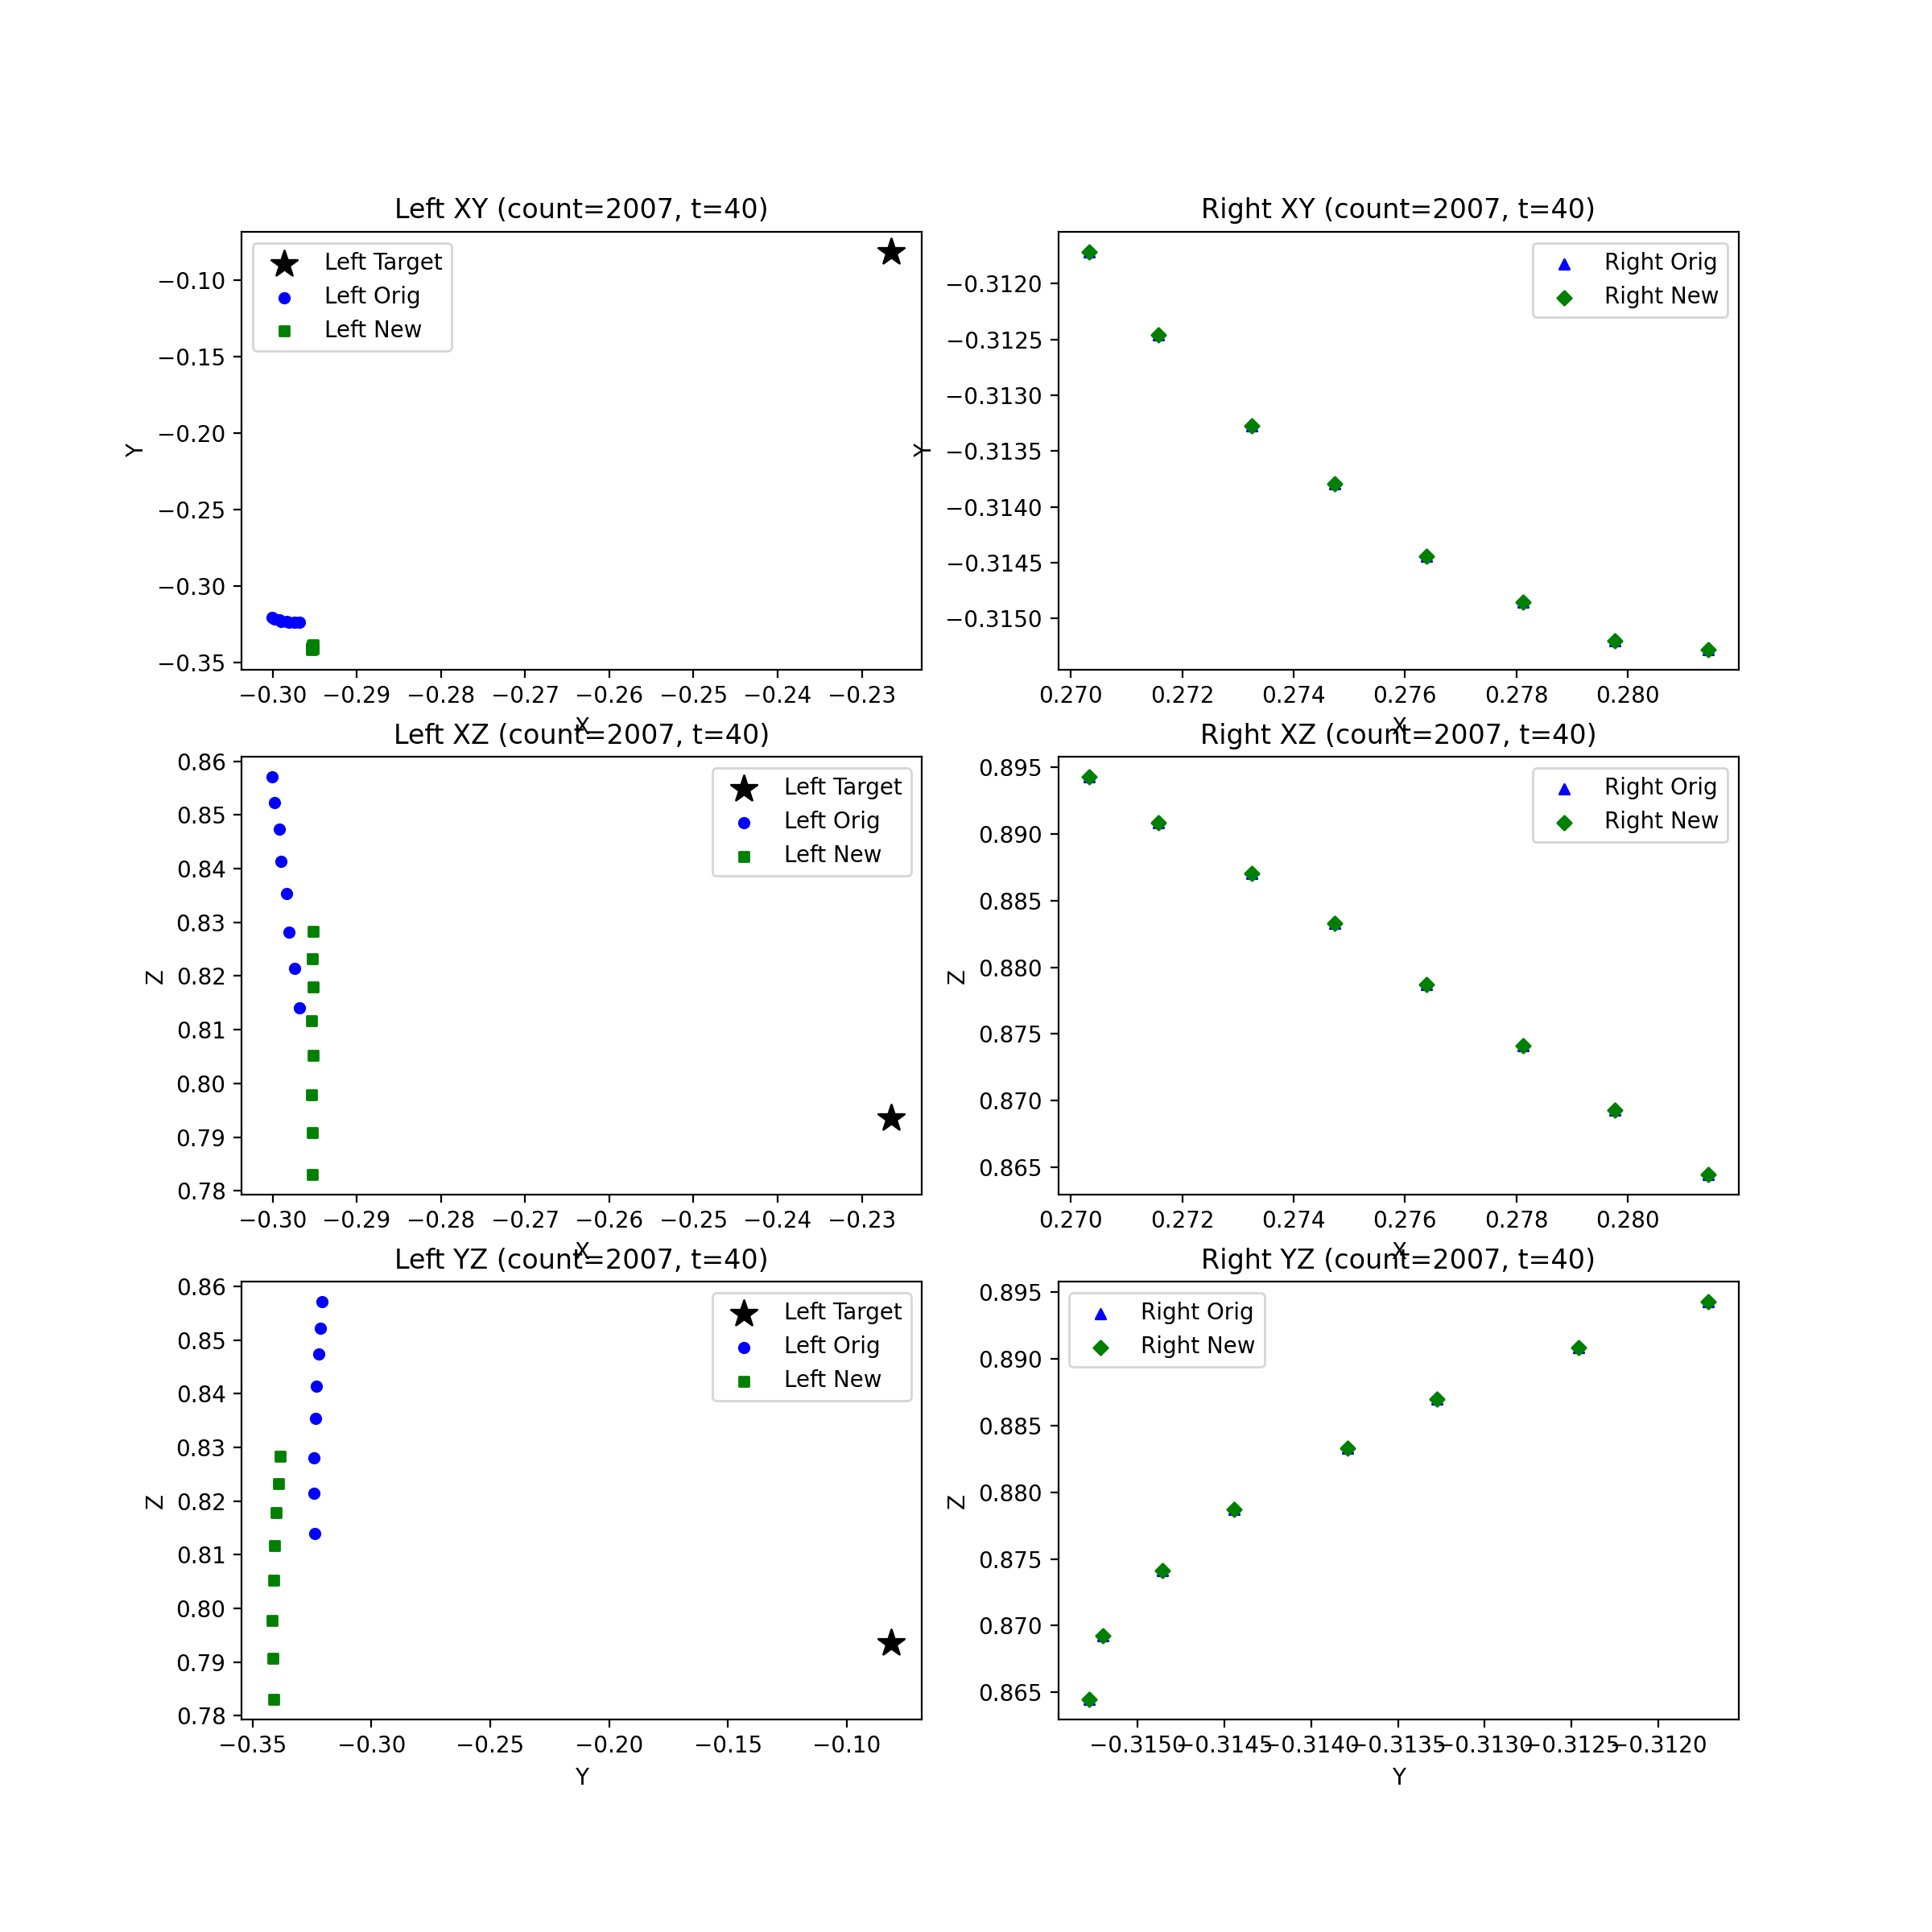 Left XY (count=2007, t=40)
Left Target
Left Orig
Left New
−0.10
−0.15
−0.20
−0.25
−0.30
−0.35
Y
−0.30 −0.29 −0.28 −0.27 −0.26 −0.25 −0.24 −0.23
X
Right XY (count=2007, t=40)
Right Orig
Right New
−0.3120
−0.3125
−0.3130
−0.3135
−0.3140
−0.3145
−0.3150
Y
0.270 0.272 0.274 0.276 0.278 0.280
X
Left XZ (count=2007, t=40)
Left Target
Left Orig
Left New
0.86
0.85
0.84
0.83
0.82
0.81
0.80
0.79
0.78
Z
−0.30 −0.29 −0.28 −0.27 −0.26 −0.25 −0.24 −0.23
X
Right XZ (count=2007, t=40)
Right Orig
Right New
0.895
0.890
0.885
0.880
0.875
0.870
0.865
Z
0.270 0.272 0.274 0.276 0.278 0.280
X
Left YZ (count=2007, t=40)
Left Target
Left Orig
Left New
0.86
0.85
0.84
0.83
0.82
0.81
0.80
0.79
0.78
Z
−0.35 −0.30 −0.25 −0.20 −0.15 −0.10
Y
Right YZ (count=2007, t=40)
Right Orig
Right New
0.895
0.890
0.885
0.880
0.875
0.870
0.865
Z
−0.3150 −0.3145 −0.3140 −0.3135 −0.3130 −0.3125 −0.3120
Y